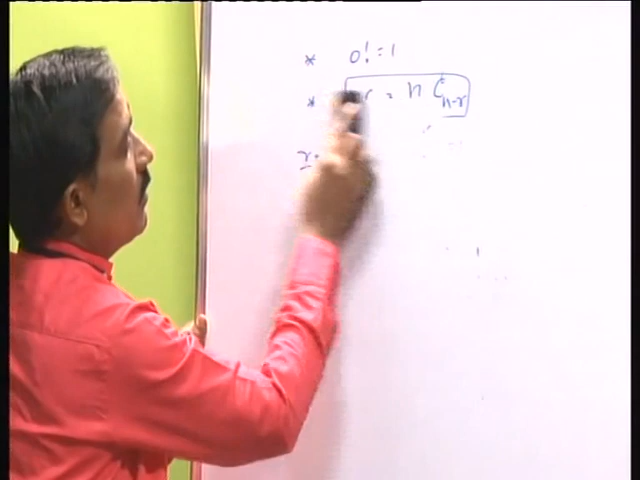 * 0! = 1
* r = n C n-r
r